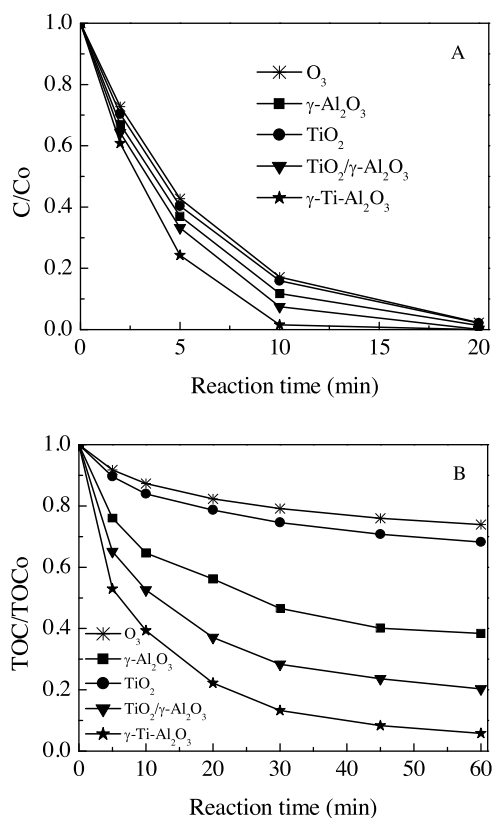 A
O₃
γ-Al₂O₃
TiO₂
TiO₂/γ-Al₂O₃
γ-Ti-Al₂O₃
C/Co
1.0
0.8
0.6
0.4
0.2
0.0
0 5 10 15 20
Reaction time (min)
B
O₃
γ-Al₂O₃
TiO₂
TiO₂/γ-Al₂O₃
γ-Ti-Al₂O₃
TOC/TOCo
1.0
0.8
0.6
0.4
0.2
0.0
0 10 20 30 40 50 60
Reaction time (min)